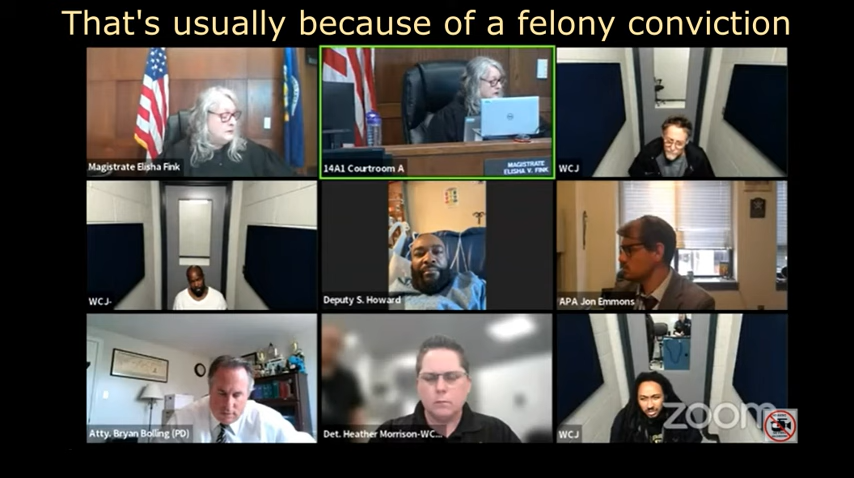 That's usually because of a felony conviction
Magistrate Elisha Fink
14A1 Courtroom A
MAGISTRATE
ELISHA V. FINK
WCJ
WCJ-
Deputy S. Howard
APA Jon Emmons
Atty. Bryan Bolling (PD)
Det. Heather Morrison-WC...
WCJ
zoom